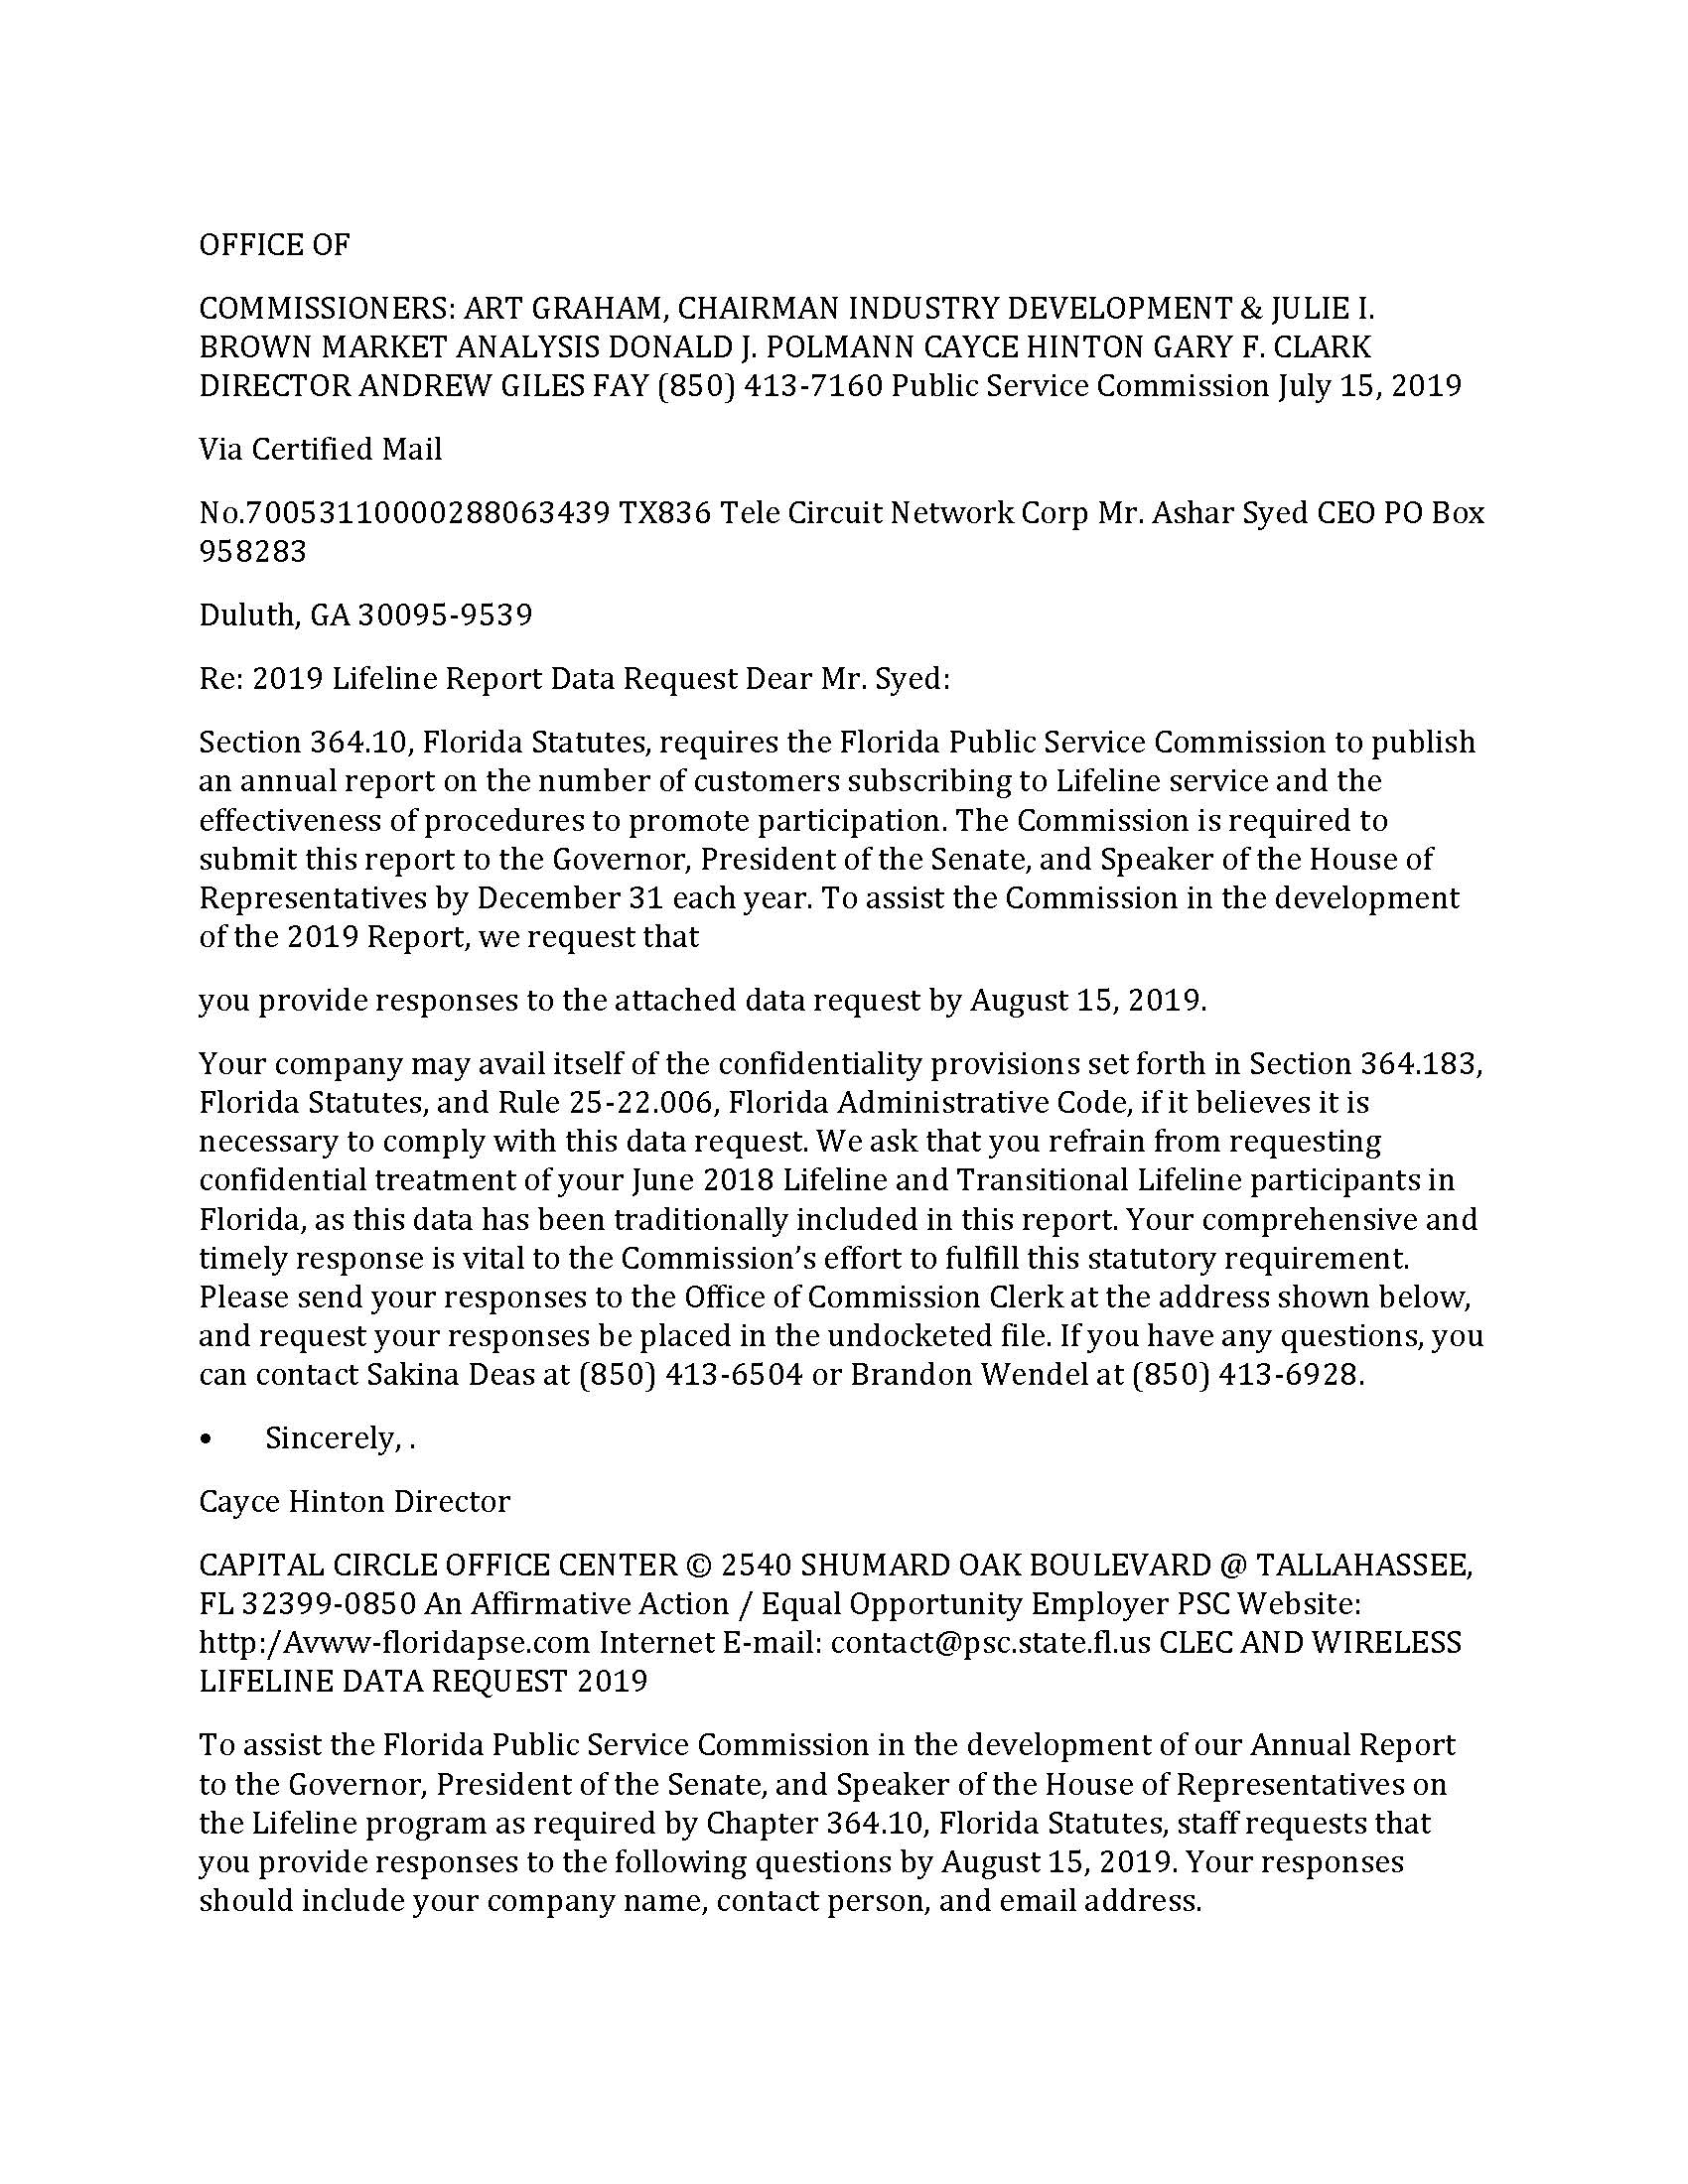 OFFICE OF
COMMISSIONERS: ART GRAHAM, CHAIRMAN INDUSTRY DEVELOPMENT & JULIE I.
BROWN MARKET ANALYSIS DONALD J. POLMANN CAYCE HINTON GARY F. CLARK
DIRECTOR ANDREW GILES FAY (850) 413-7160 Public Service Commission July 15, 2019
Via Certified Mail
No.70053110000288063439 TX836 Tele Circuit Network Corp Mr. Ashar Syed CEO PO Box
958283
Duluth, GA 30095-9539
Re: 2019 Lifeline Report Data Request Dear Mr. Syed:
Section 364.10, Florida Statutes, requires the Florida Public Service Commission to publish
an annual report on the number of customers subscribing to Lifeline service and the
effectiveness of procedures to promote participation. The Commission is required to
submit this report to the Governor, President of the Senate, and Speaker of the House of
Representatives by December 31 each year. To assist the Commission in the development
of the 2019 Report, we request that
you provide responses to the attached data request by August 15, 2019.
Your company may avail itself of the confidentiality provisions set forth in Section 364.183,
Florida Statutes, and Rule 25-22.006, Florida Administrative Code, if it believes it is
necessary to comply with this data request. We ask that you refrain from requesting
confidential treatment of your June 2018 Lifeline and Transitional Lifeline participants in
Florida, as this data has been traditionally included in this report. Your comprehensive and
timely response is vital to the Commission’s effort to fulfill this statutory requirement.
Please send your responses to the Office of Commission Clerk at the address shown below,
and request your responses be placed in the undocketed file. If you have any questions, you
can contact Sakina Deas at (850) 413-6504 or Brandon Wendel at (850) 413-6928.
• Sincerely, .
Cayce Hinton Director
CAPITAL CIRCLE OFFICE CENTER © 2540 SHUMARD OAK BOULEVARD @ TALLAHASSEE,
FL 32399-0850 An Affirmative Action / Equal Opportunity Employer PSC Website:
http:/Avww-floridapse.com Internet E-mail: contact@psc.state.fl.us CLEC AND WIRELESS
LIFELINE DATA REQUEST 2019
To assist the Florida Public Service Commission in the development of our Annual Report
to the Governor, President of the Senate, and Speaker of the House of Representatives on
the Lifeline program as required by Chapter 364.10, Florida Statutes, staff requests that
you provide responses to the following questions by August 15, 2019. Your responses
should include your company name, contact person, and email address.